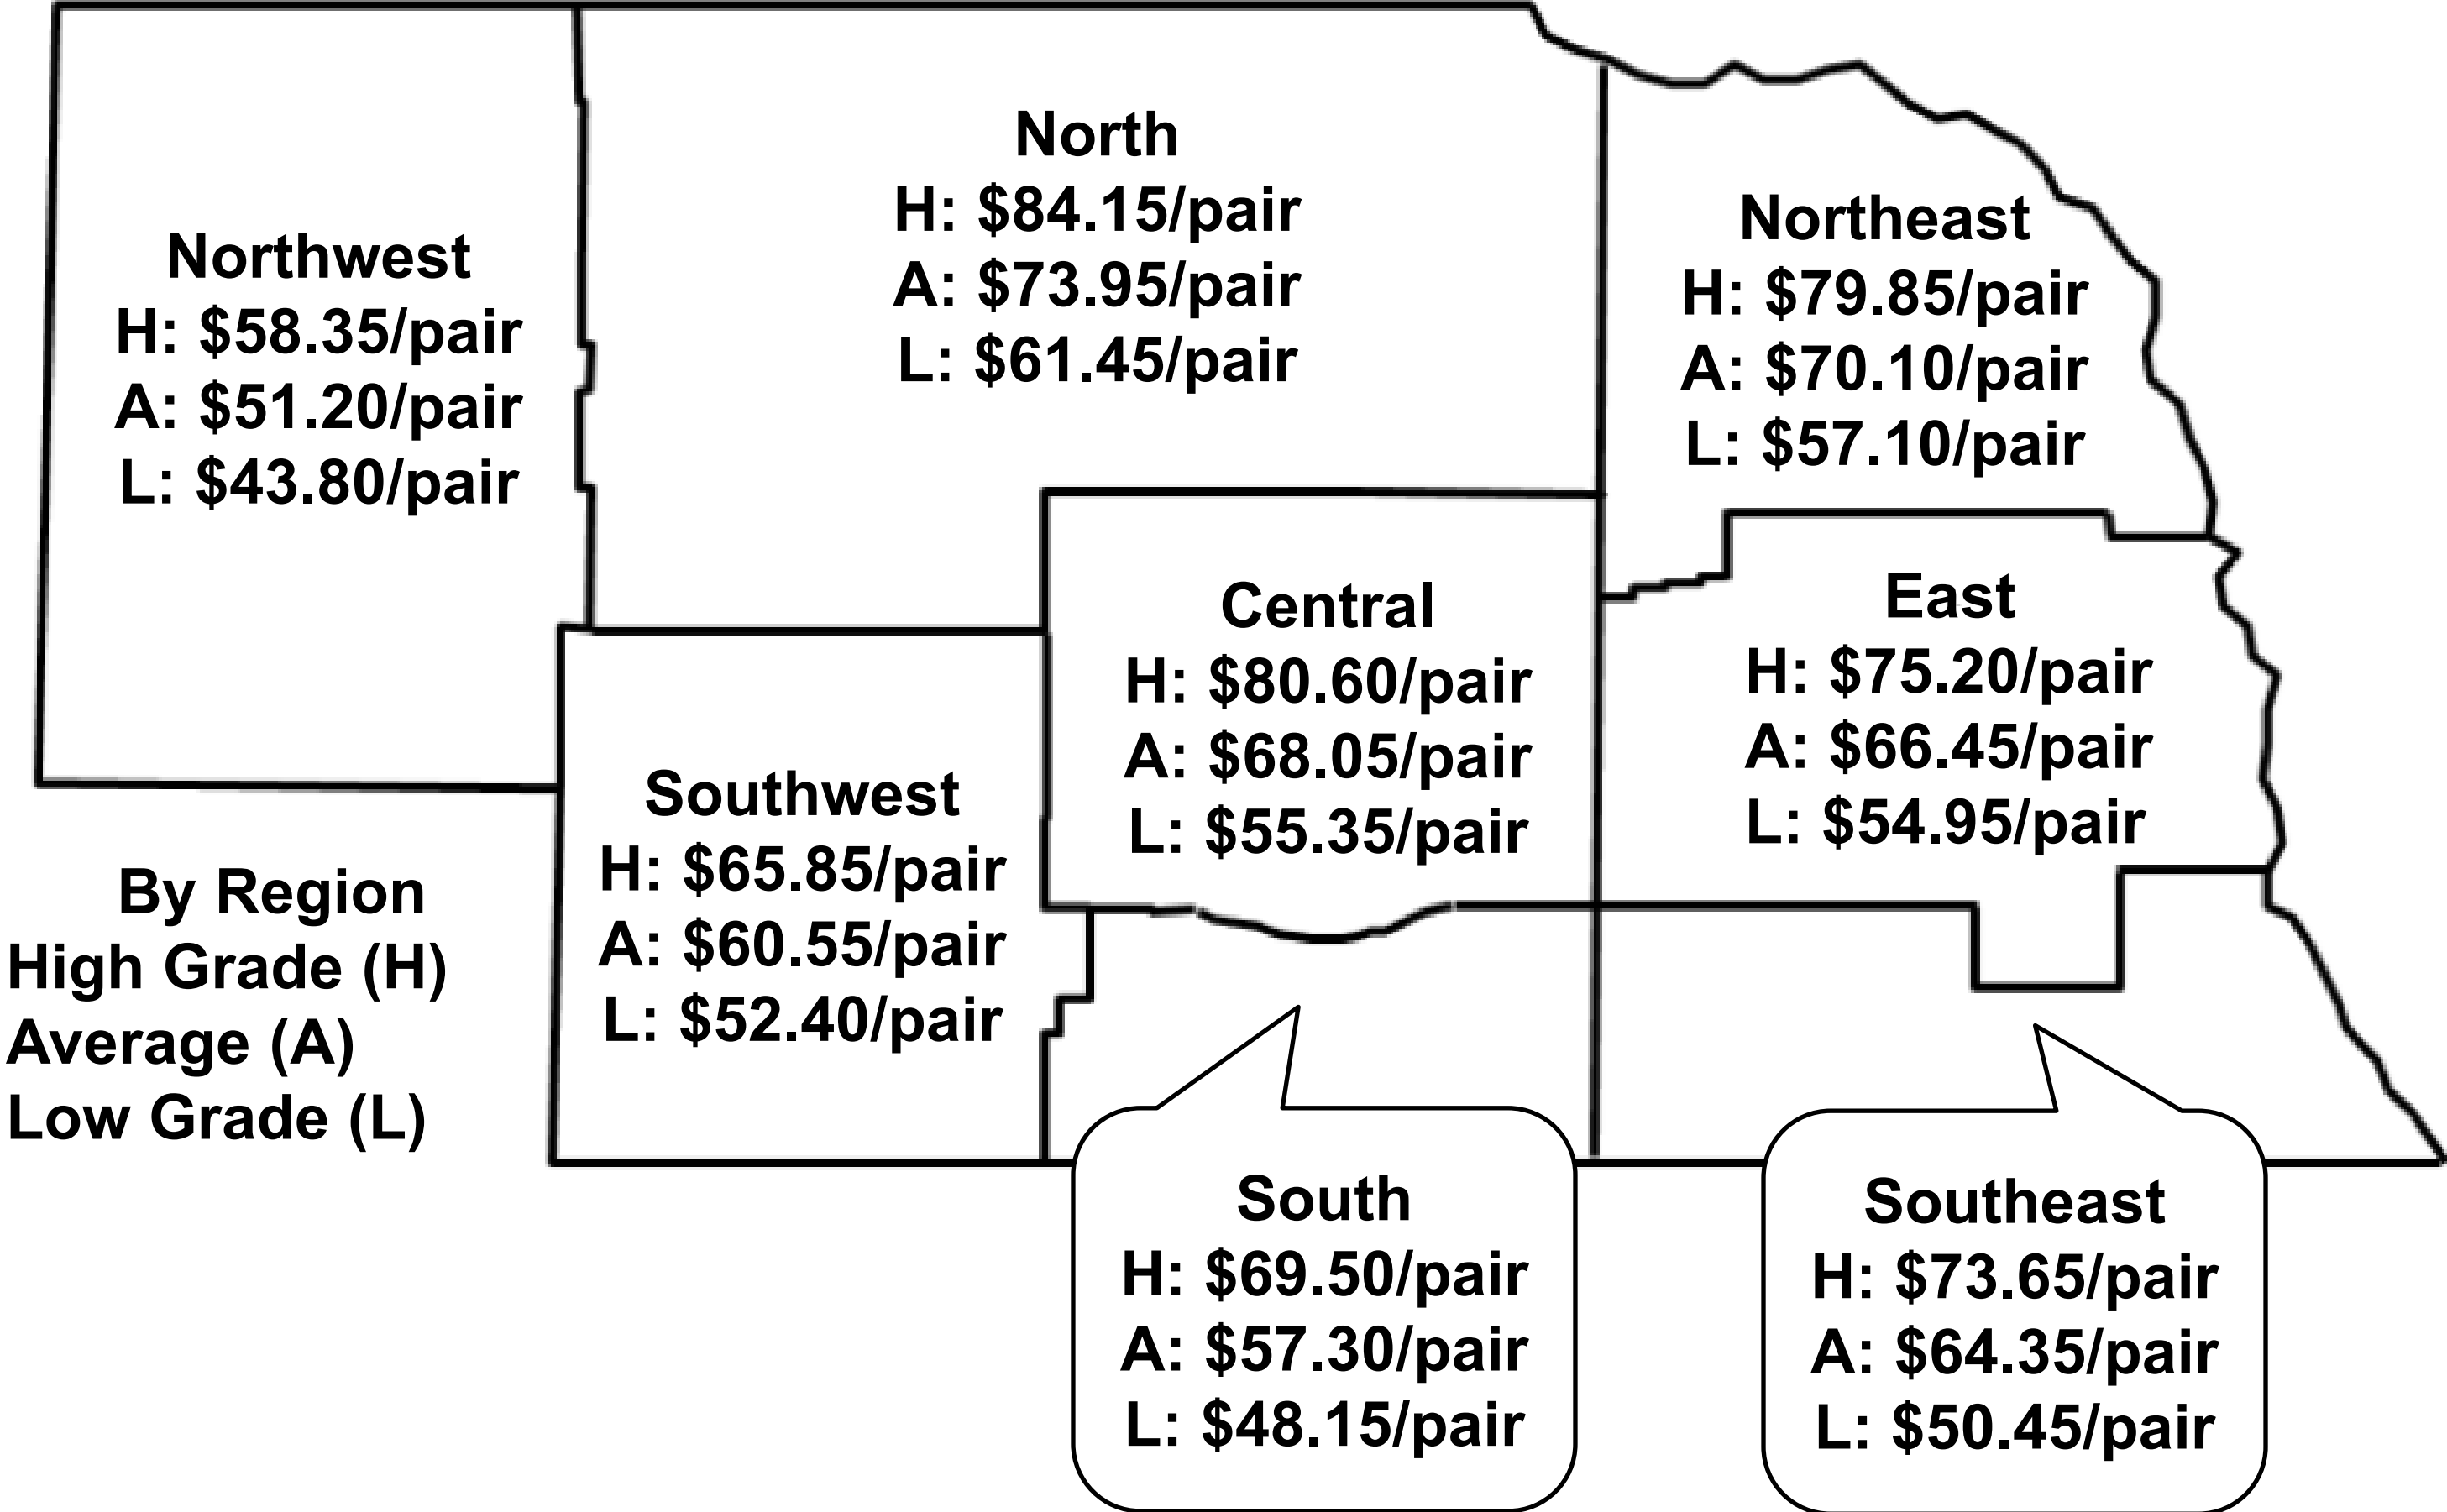 North
H: $84.15/pair
A: $73.95/pair
L: $61.45/pair
Northeast
H: $79.85/pair
A: $70.10/pair
L: $57.10/pair
Northwest
H: $58.35/pair
A: $51.20/pair
L: $43.80/pair
Central
H: $80.60/pair
A: $68.05/pair
L: $55.35/pair
East
H: $75.20/pair
A: $66.45/pair
L: $54.95/pair
Southwest
H: $65.85/pair
A: $60.55/pair
L: $52.40/pair
By Region
High Grade (H)
Average (A)
Low Grade (L)
South
H: $69.50/pair
A: $57.30/pair
L: $48.15/pair
Southeast
H: $73.65/pair
A: $64.35/pair
L: $50.45/pair